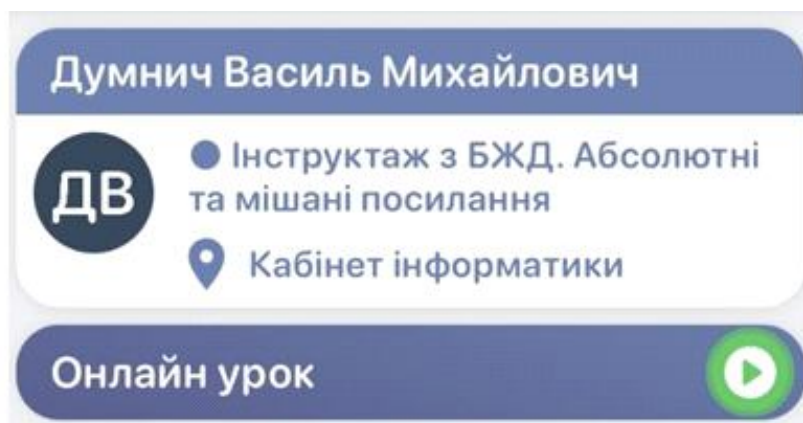 Думнич Василь Михайлович
ДВ
Інструктаж з БЖД. Абсолютні
та мішані посилання
Кабінет інформатики
Онлайн урок